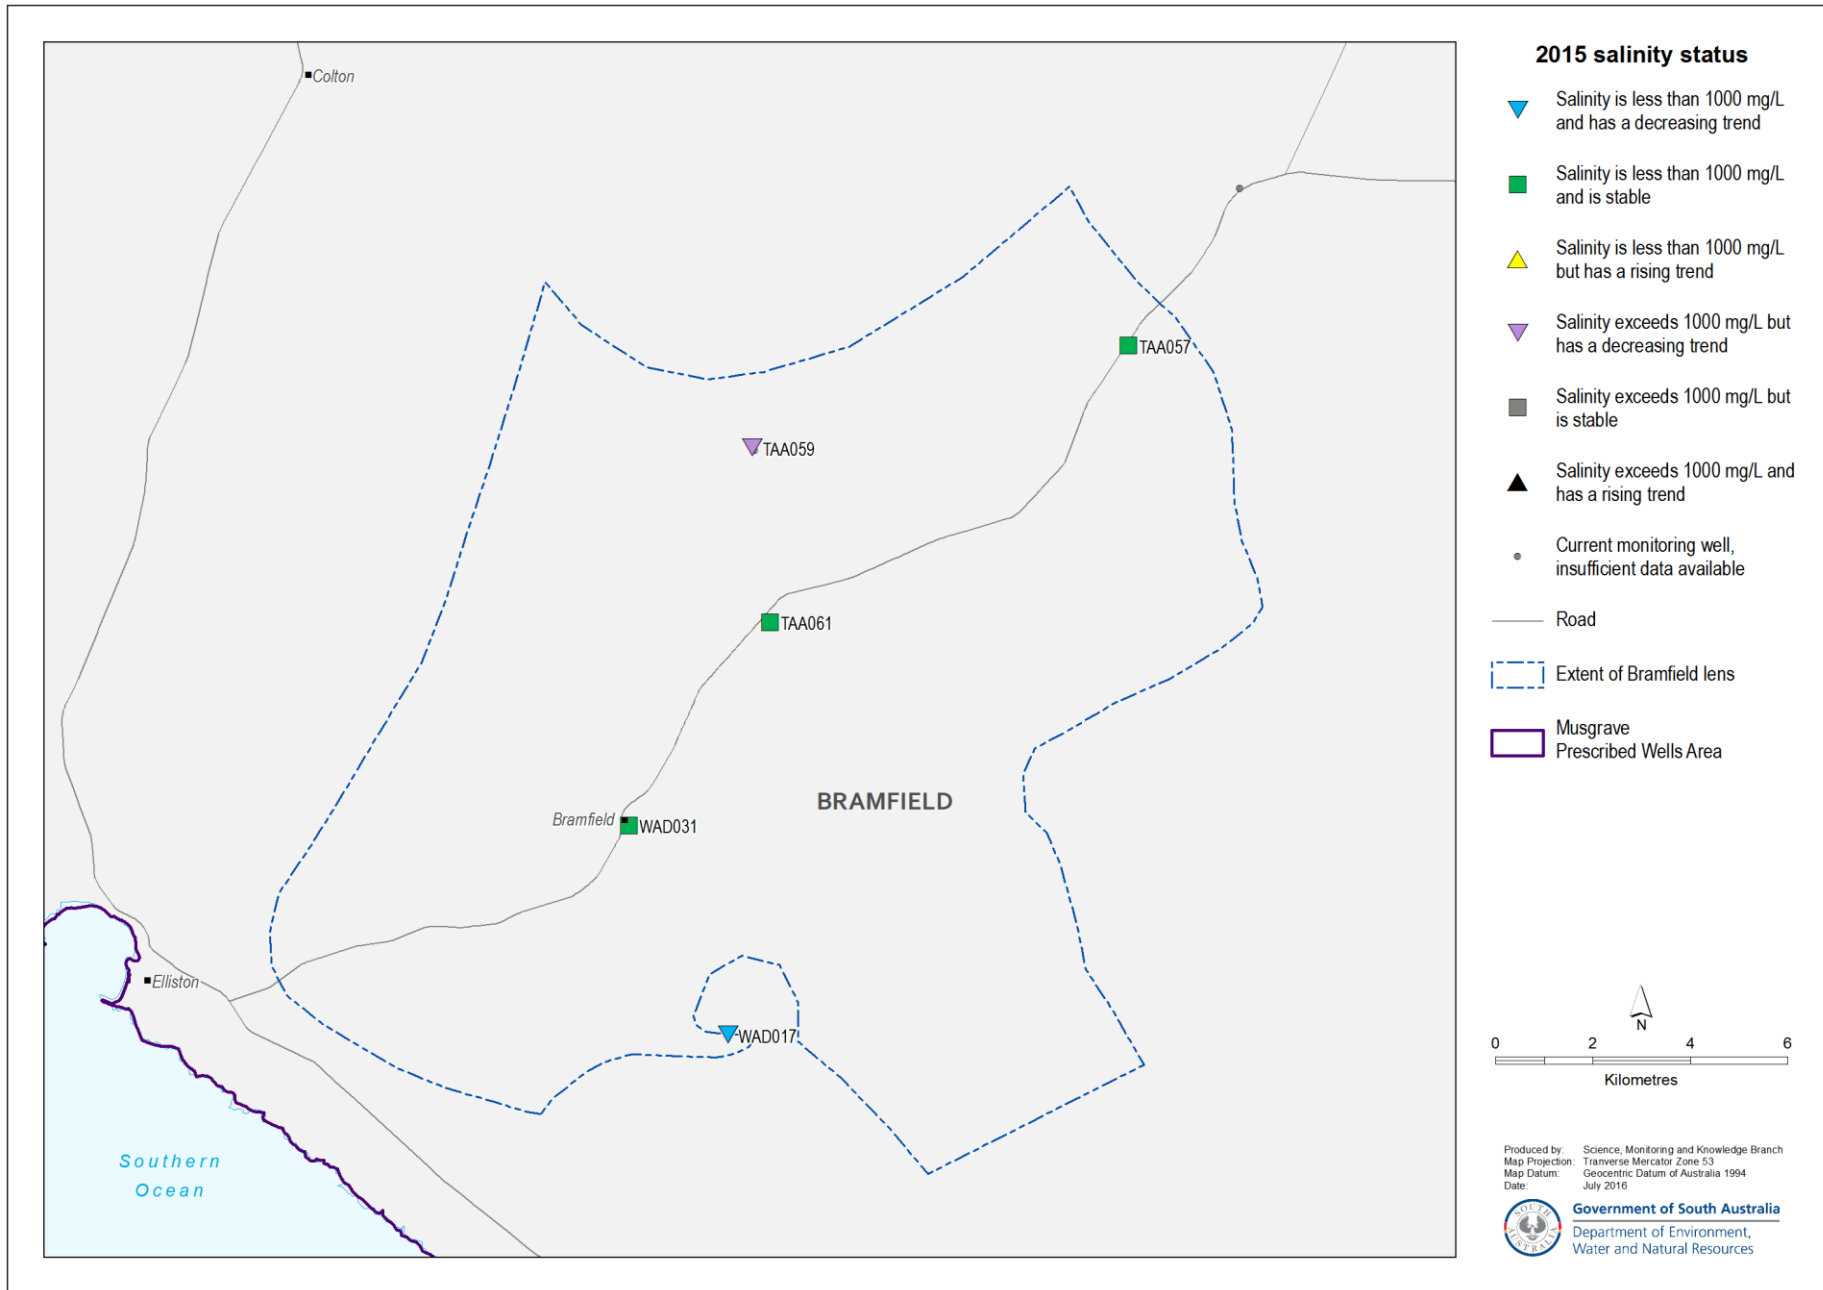 Colton
TAA057
TAA059
TAA061
Bramfield
WAD031
BRAMFIELD
Elliston
WAD017
Southern
Ocean
2015 salinity status
Salinity is less than 1000 mg/L
and has a decreasing trend
Salinity is less than 1000 mg/L
and is stable
Salinity is less than 1000 mg/L
but has a rising trend
Salinity exceeds 1000 mg/L but
has a decreasing trend
Salinity exceeds 1000 mg/L but
is stable
Salinity exceeds 1000 mg/L and
has a rising trend
Current monitoring well,
insufficient data available
Road
Extent of Bramfield lens
Musgrave
Prescribed Wells Area
N
0 2 4 6
Kilometres
Produced by: Science, Monitoring and Knowledge Branch
Map Projection: Tranverse Mercator Zone 53
Map Datum: Geocentric Datum of Australia 1994
Date: July 2016
SOUTH AUSTRALIA
Government of South Australia
Department of Environment,
Water and Natural Resources